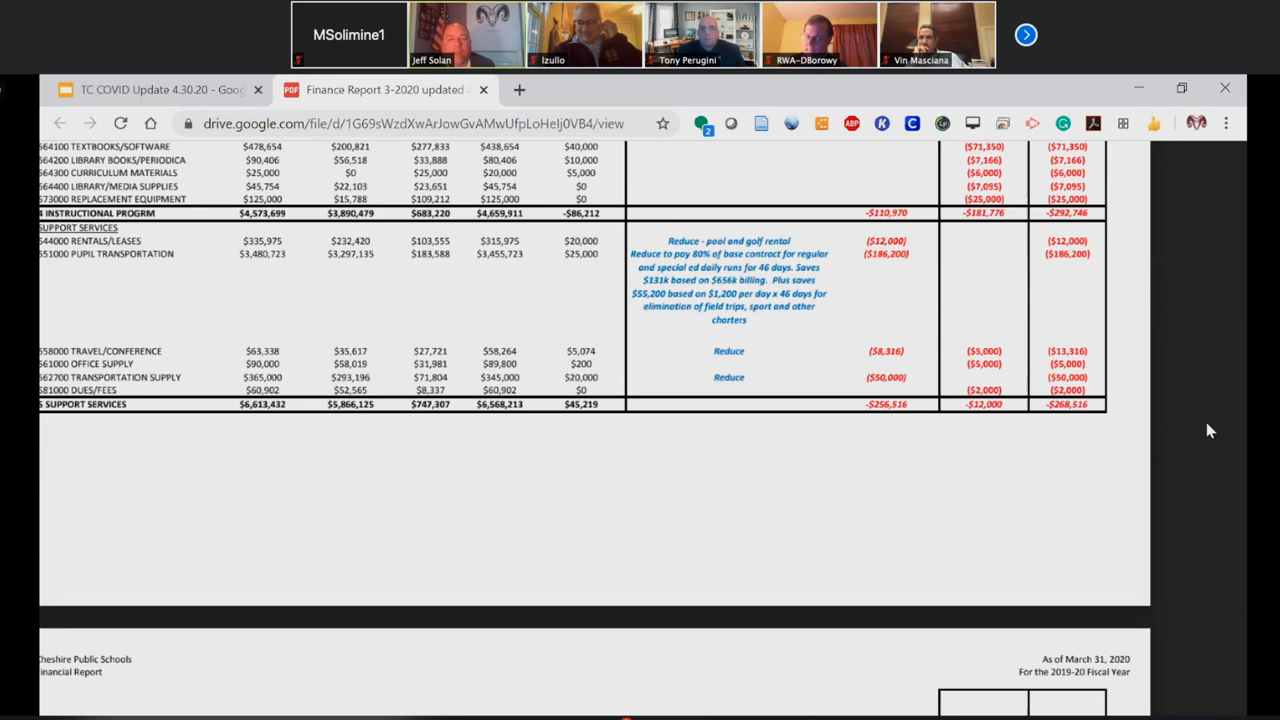 MSolimine1
Jeff Solan
Izullo
Tony Perugini
RWA-DBorowy
Vin Masciana
TC COVID Update 4.30.20 - Goog
PDF Finance Report 3-2020 updated
drive.google.com/file/d/1G69sWzdXwArJowGvAMvUfpLoHelj0VB4/view
2 ABP K C
564100 TEXTBOOKS/SOFTWARE $478,654 $200,821 $277,833 $438,654 $40,000 ($71,350) ($71,350)
564200 LIBRARY BOOKS/PERIODICA $90,406 $56,518 $33,888 $80,406 $10,000 ($7,166) ($7,166)
564300 CURRICULUM MATERIALS $25,000 $0 $25,000 $20,000 $5,000 ($6,000) ($6,000)
564400 LIBRARY/MEDIA SUPPLIES $45,754 $22,103 $23,651 $45,754 $0 ($7,095) ($7,095)
573000 REPLACEMENT EQUIPMENT $125,000 $15,788 $109,212 $125,000 $0 ($25,000) ($25,000)
4 INSTRUCTIONAL PROGRM $4,573,699 $3,890,479 $683,220 $4,659,911 -$86,212 -$110,970 -$181,776 -$292,746
SUPPORT SERVICES
544000 RENTALS/LEASES $335,975 $232,420 $103,555 $315,975 $20,000 Reduce - pool and golf rental ($12,000) ($12,000)
551000 PUPIL TRANSPORTATION $3,480,723 $3,297,135 $183,588 $3,455,723 $25,000 Reduce to pay 80% of base contract for regular ($186,200) ($186,200)
and special ed daily runs for 46 days. Saves
$131k based on $656k billing. Plus saves
$55,200 based on $1,200 per day x 46 days for
elimination of field trips, sport and other
charters
558000 TRAVEL/CONFERENCE $63,338 $35,617 $27,721 $58,264 $5,074 Reduce ($8,316) ($5,000) ($13,316)
561000 OFFICE SUPPLY $90,000 $58,019 $31,981 $89,800 $200 ($5,000) ($5,000)
562700 TRANSPORTATION SUPPLY $365,000 $293,196 $71,804 $345,000 $20,000 Reduce ($50,000) ($50,000)
581000 DUES/FEES $60,902 $52,565 $8,337 $60,902 $0 ($2,000) ($2,000)
5 SUPPORT SERVICES $6,613,432 $5,866,125 $747,307 $6,568,213 $45,219 -$256,516 -$12,000 -$268,516
Cheshire Public Schools As of March 31, 2020
Financial Report For the 2019-20 Fiscal Year